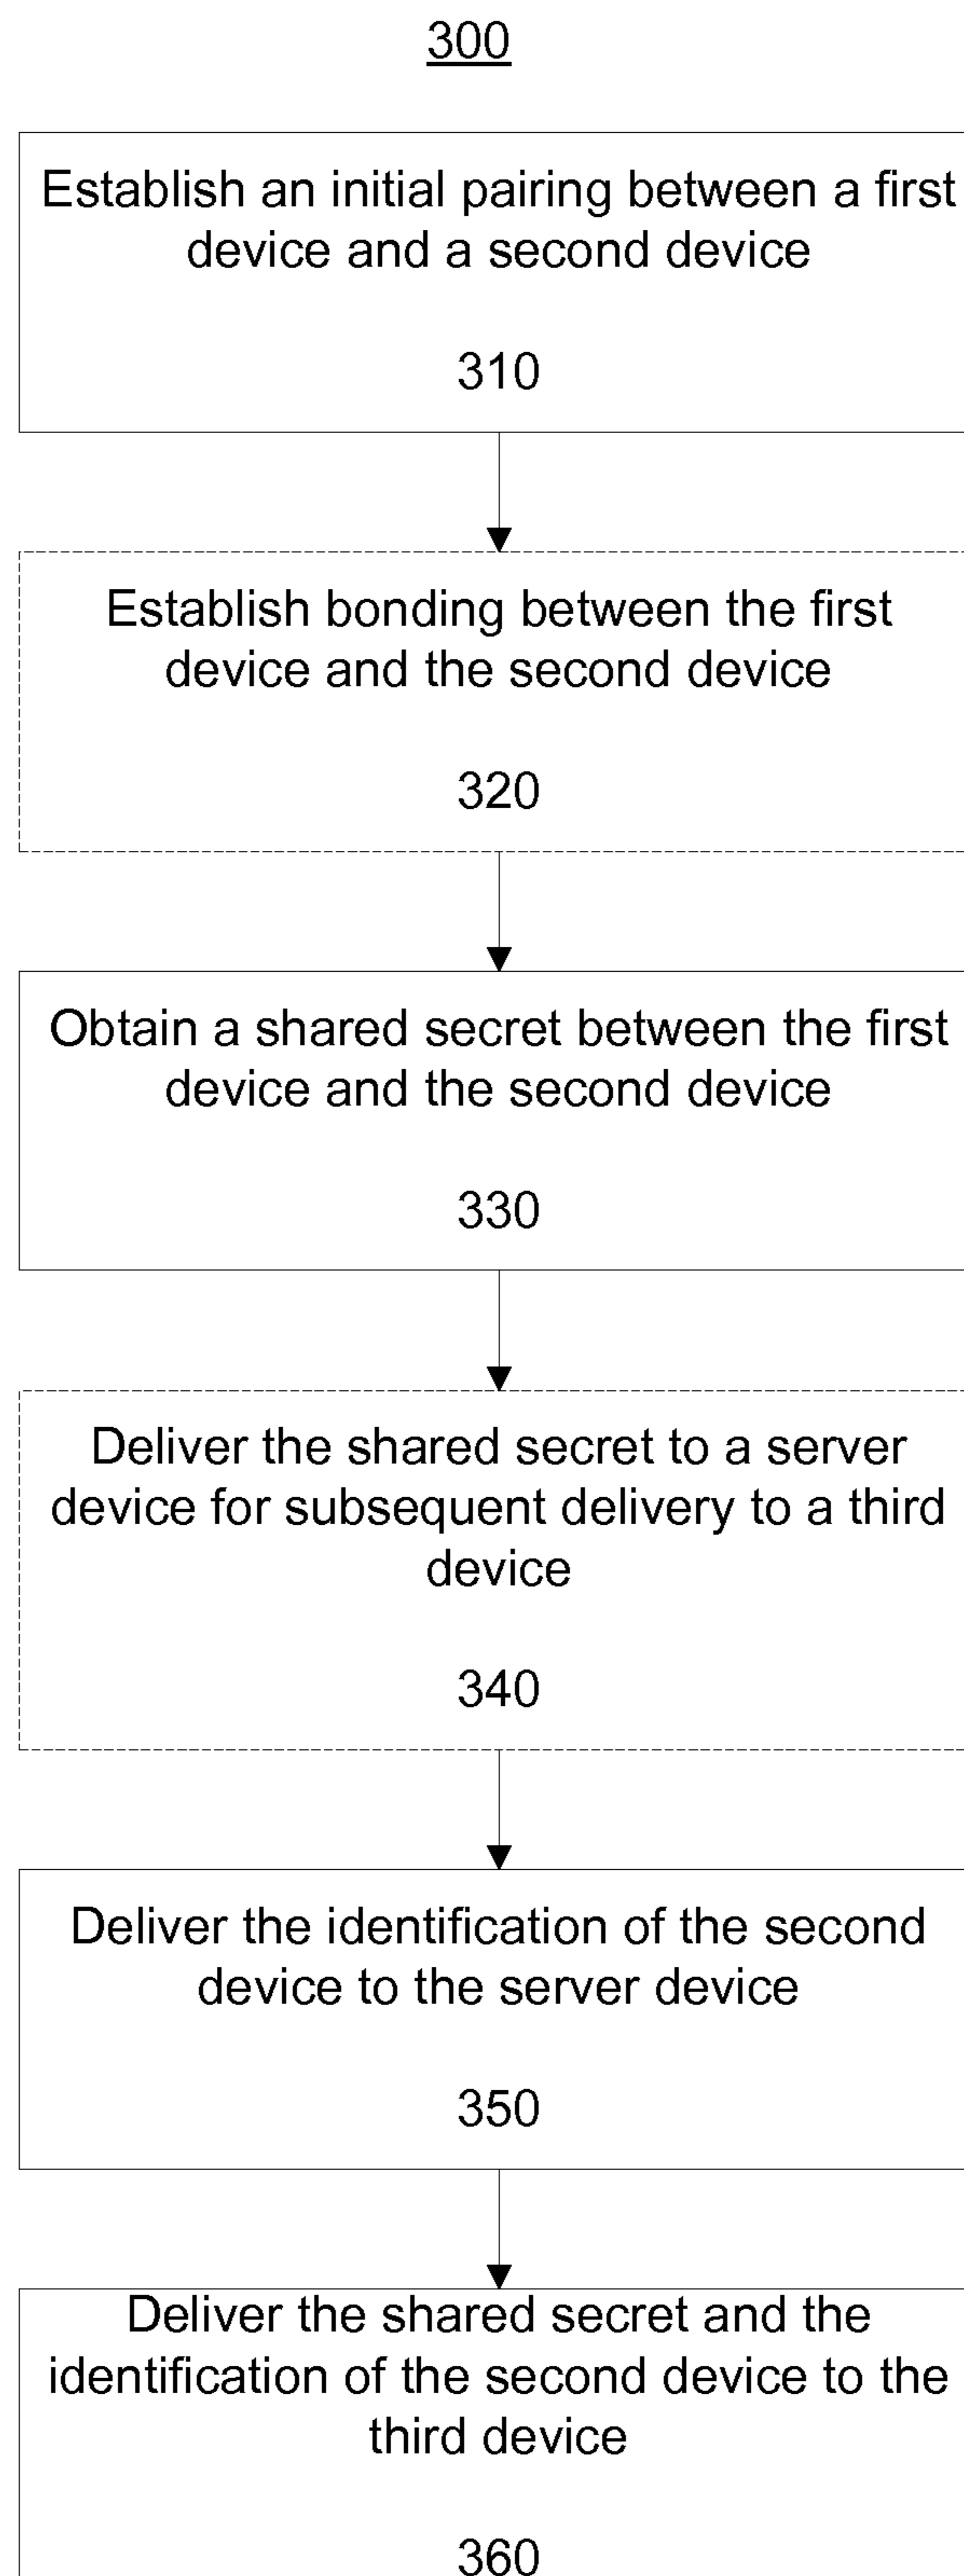 300
Establish an initial pairing between a first
device and a second device
310
Establish bonding between the first
device and the second device
320
Obtain a shared secret between the first
device and the second device
330
Deliver the shared secret to a server
device for subsequent delivery to a third
device
340
Deliver the identification of the second
device to the server device
350
Deliver the shared secret and the
identification of the second device to the
third device
360